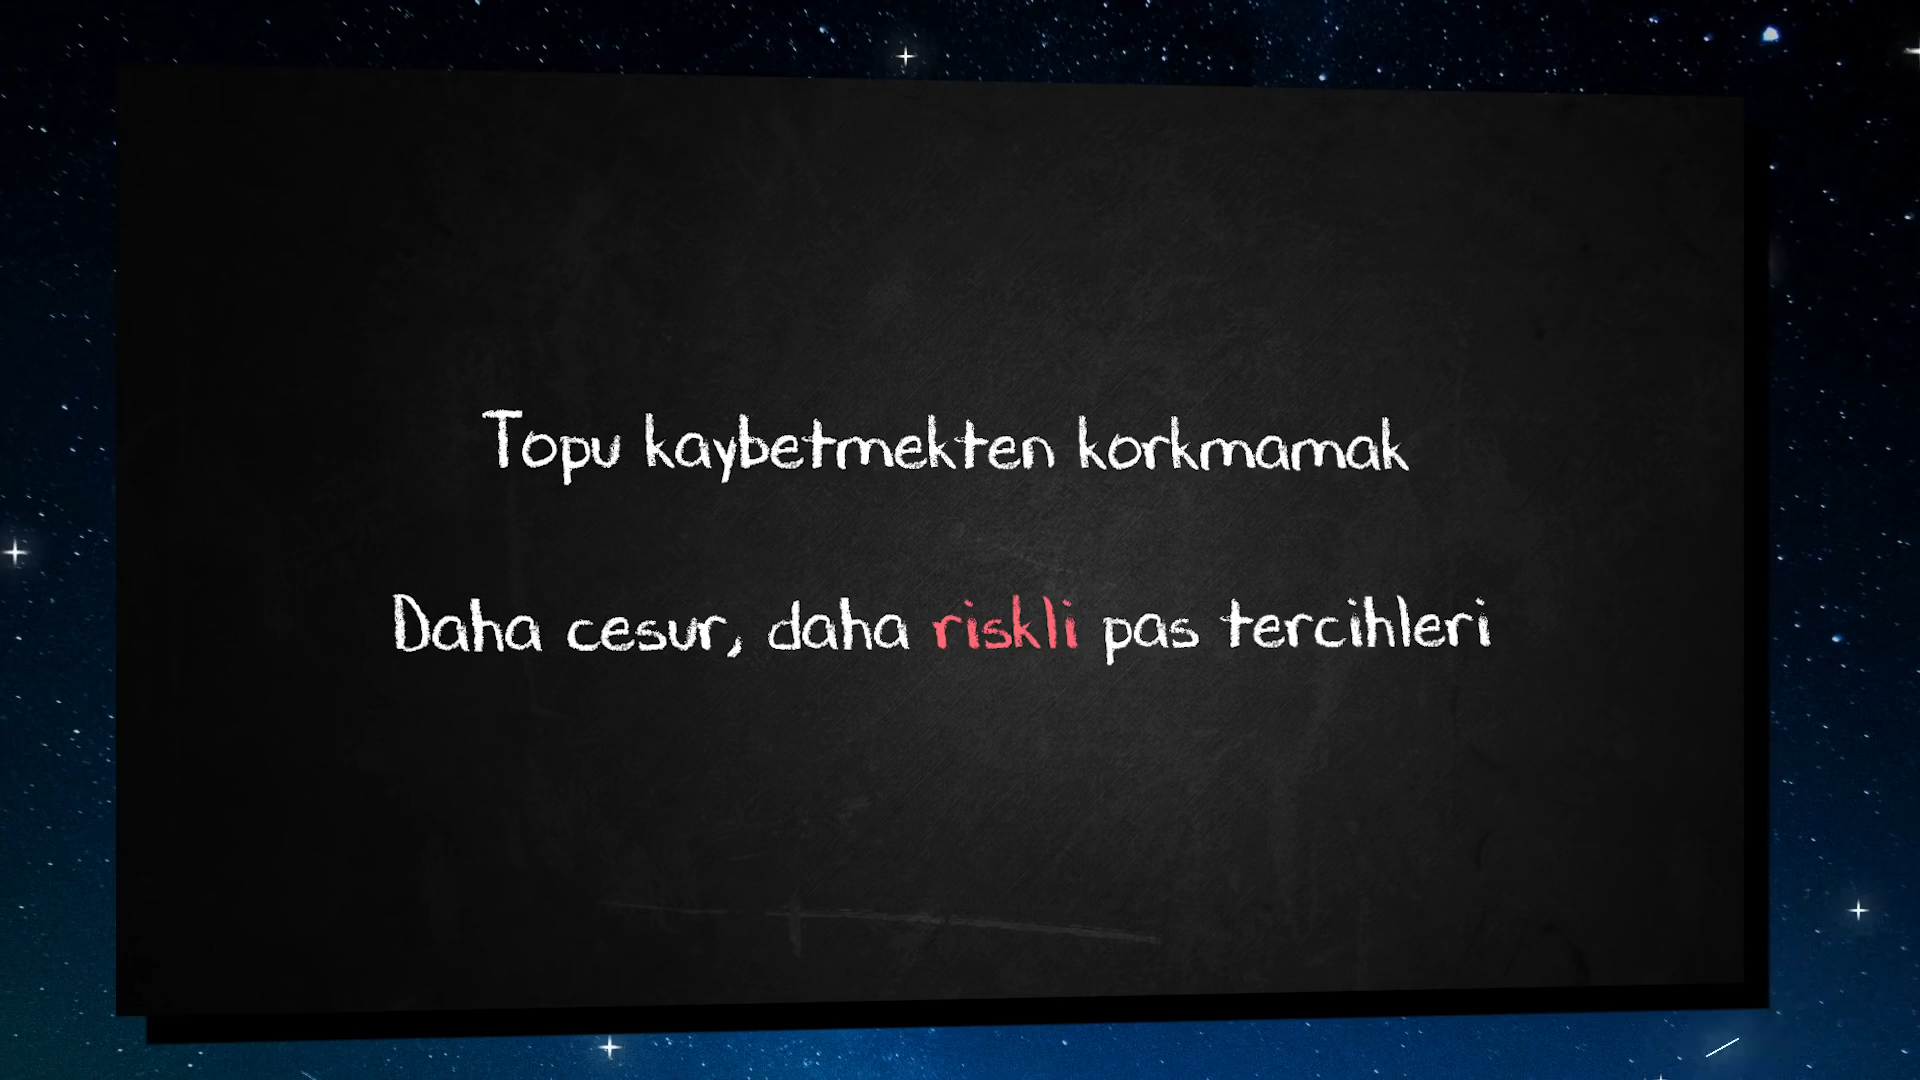 Topu kaybetmekten korkmamak
Daha cesur, daha riskli pas tercihleri